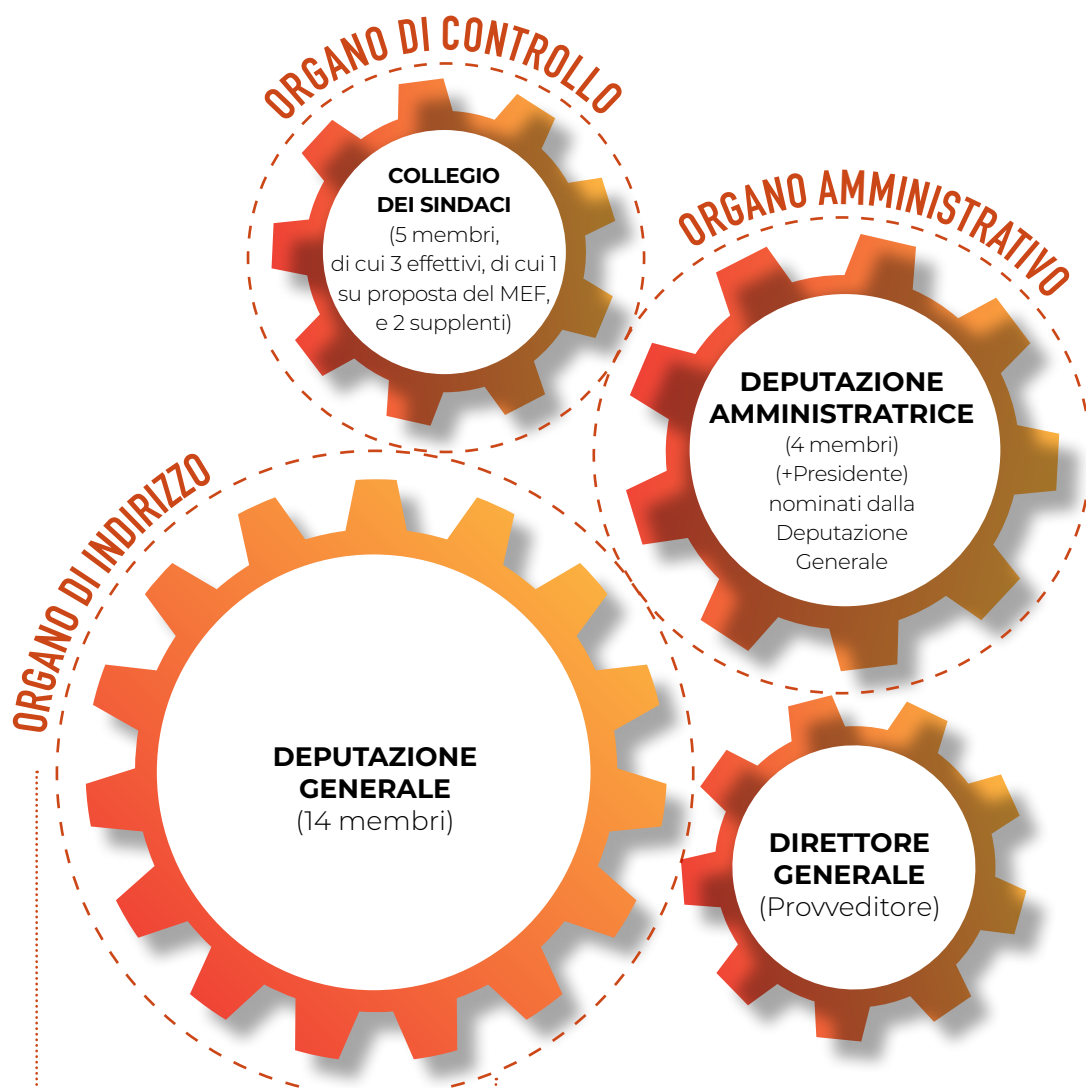 ORGANO DI CONTROLLO
COLLEGIO
DEI SINDACI
(5 membri,
di cui 3 effettivi, di cui 1
su proposta del MEF,
e 2 supplenti)
ORGANO AMMINISTRATIVO
DEPUTAZIONE
AMMINISTRATRICE
(4 membri)
(+Presidente)
nominati dalla
Deputazione
Generale
ORGANO DI INDIRIZZO
DEPUTAZIONE
GENERALE
(14 membri)
DIRETTORE
GENERALE
(Provveditore)